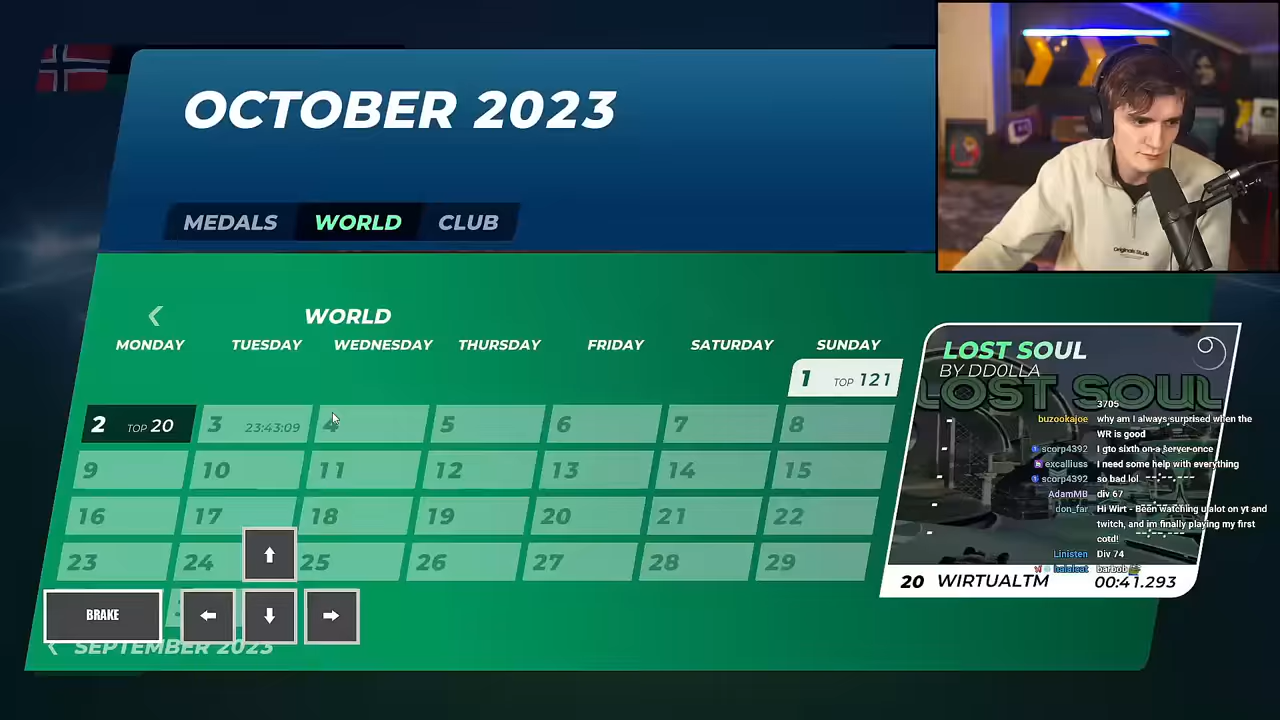 OCTOBER 2023
MEDALS WORLD CLUB
WORLD
MONDAY TUESDAY WEDNESDAY THURSDAY FRIDAY SATURDAY SUNDAY
1 TOP 121
2 TOP 20 3 23:43:09 4 5 6 7 8
9 10 11 12 13 14 15
16 17 18 19 20 21 22
23 24 25 26 27 28 29
BRAKE
SEPTEMBER 2023
LOST SOUL
BY DD0LLA
LOST SOUL
3705
buzookajoe why am I always surprised when the
WR is good
scorp4392 I gto sixth on a server once
excalliuss I need some help with everything
scorp4392 so bad lol
AdamMB div 67
don_far Hi Wirt - Been watching u alot on yt and
twitch, and im finally playing my first
cotd!
Linisten Div 74
barbob
20 WIRTUALTM 00:41.293
Originals Studio